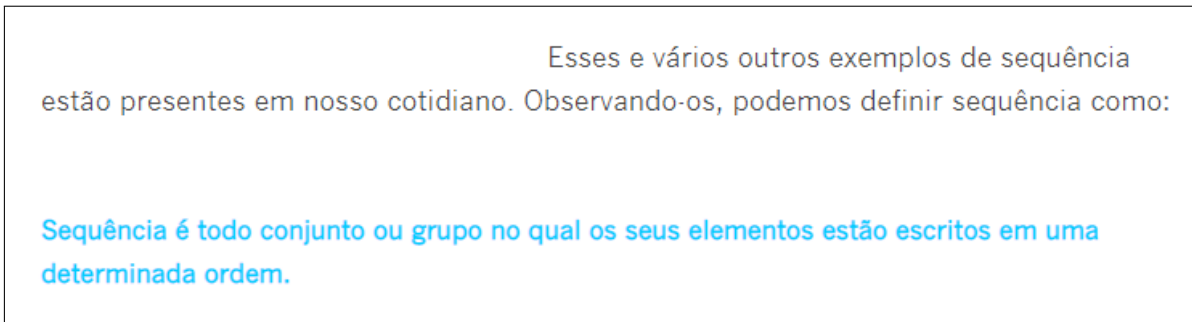 Esses e vários outros exemplos de sequência
estão presentes em nosso cotidiano. Observando-os, podemos definir sequência como:
Sequência é todo conjunto ou grupo no qual os seus elementos estão escritos em uma
determinada ordem.